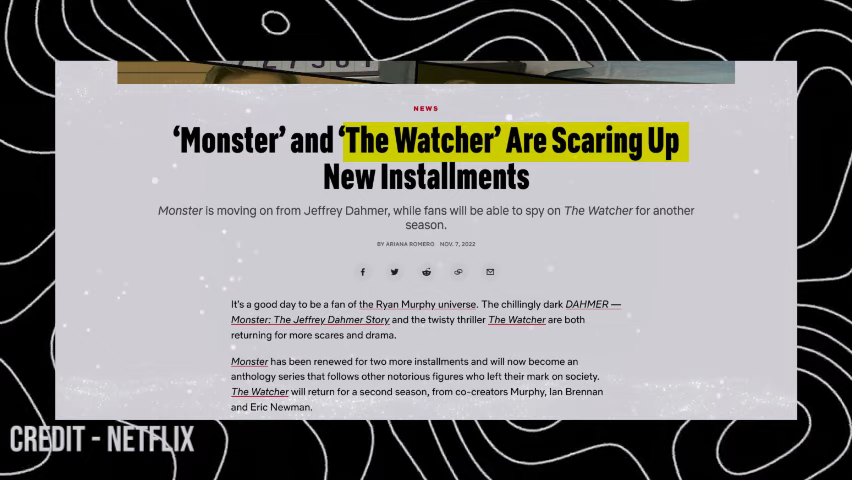 NEWS
‘Monster’ and ‘The Watcher’ Are Scaring Up
New Installments
Monster is moving on from Jeffrey Dahmer, while fans will be able to spy on The Watcher for another
season.
BY ARIANA ROMERO NOV. 7, 2022
It’s a good day to be a fan of the Ryan Murphy universe. The chillingly dark DAHMER —
Monster: The Jeffrey Dahmer Story and the twisty thriller The Watcher are both
returning for more scares and drama.
Monster has been renewed for two more installments and will now become an
anthology series that follows other notorious figures who left their mark on society.
The Watcher will return for a second season, from co-creators Murphy, Ian Brennan
and Eric Newman.
CREDIT - NETFLIX